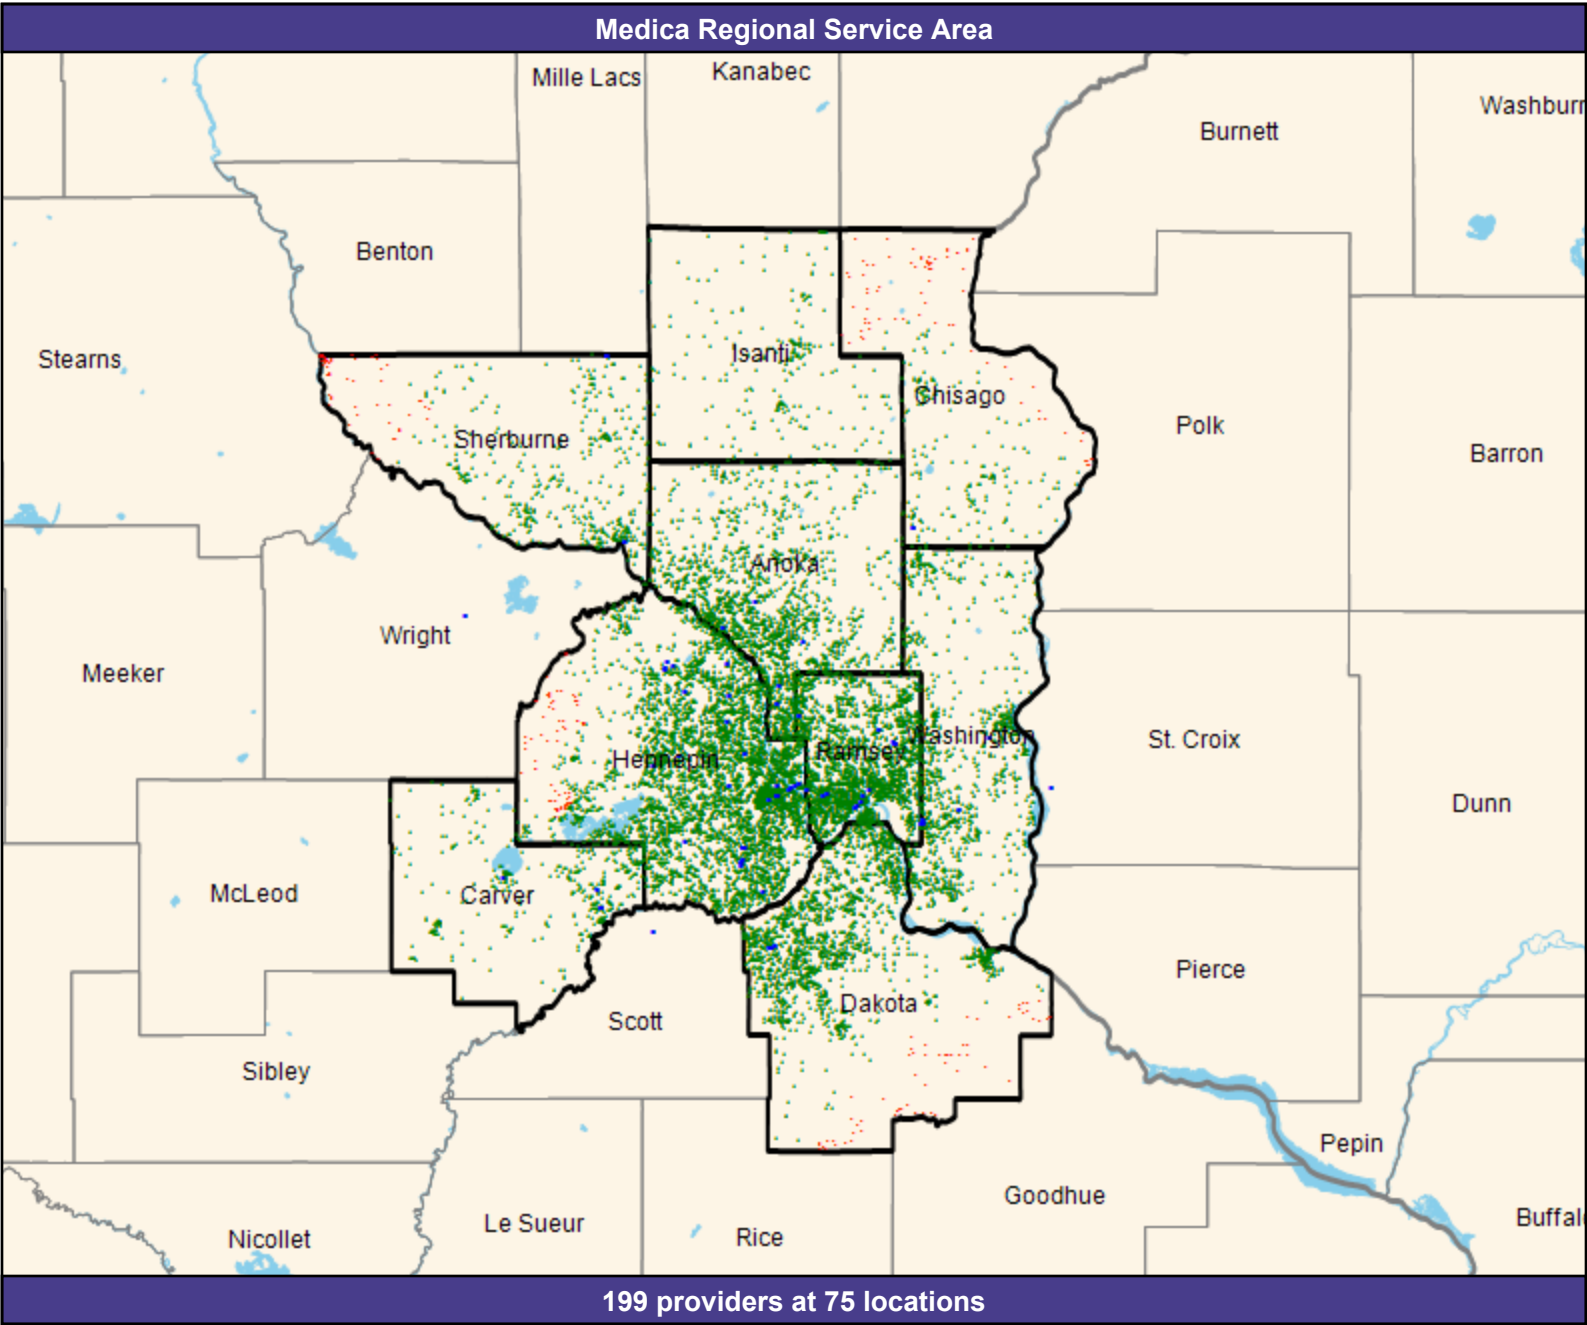 Medica Regional Service Area
Mille Lacs
Kanabec
Burnett
Washburn
Benton
Stearns
Isanti
Chisago
Sherburne
Polk
Barron
Anoka
Wright
Meeker
Hennepin
Ramsey
Washington
St. Croix
Dunn
McLeod
Carver
Pierce
Dakota
Scott
Sibley
Pepin
Goodhue
Buffalo
Le Sueur
Rice
Nicollet
199 providers at 75 locations